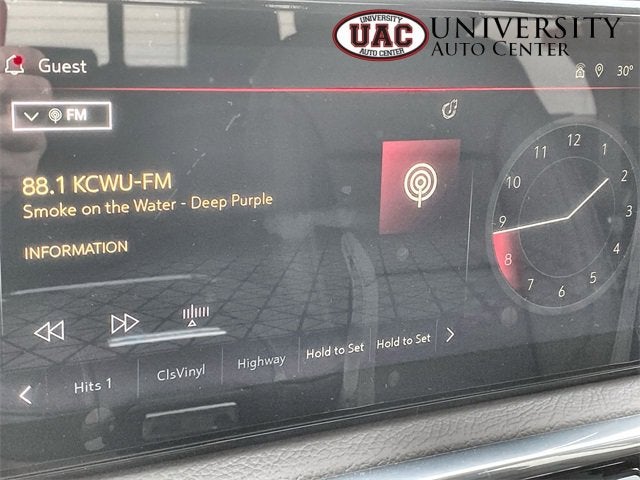 UNIVERSITY
UAC
AUTO CENTER
UNIVERSITY
AUTO CENTER
Guest
30°
FM
88.1 KCWU-FM
Smoke on the Water - Deep Purple
INFORMATION
12
1
2
3
4
5
6
7
8
9
10
11
Hits 1
ClsVinyl
Highway
Hold to Set
Hold to Set